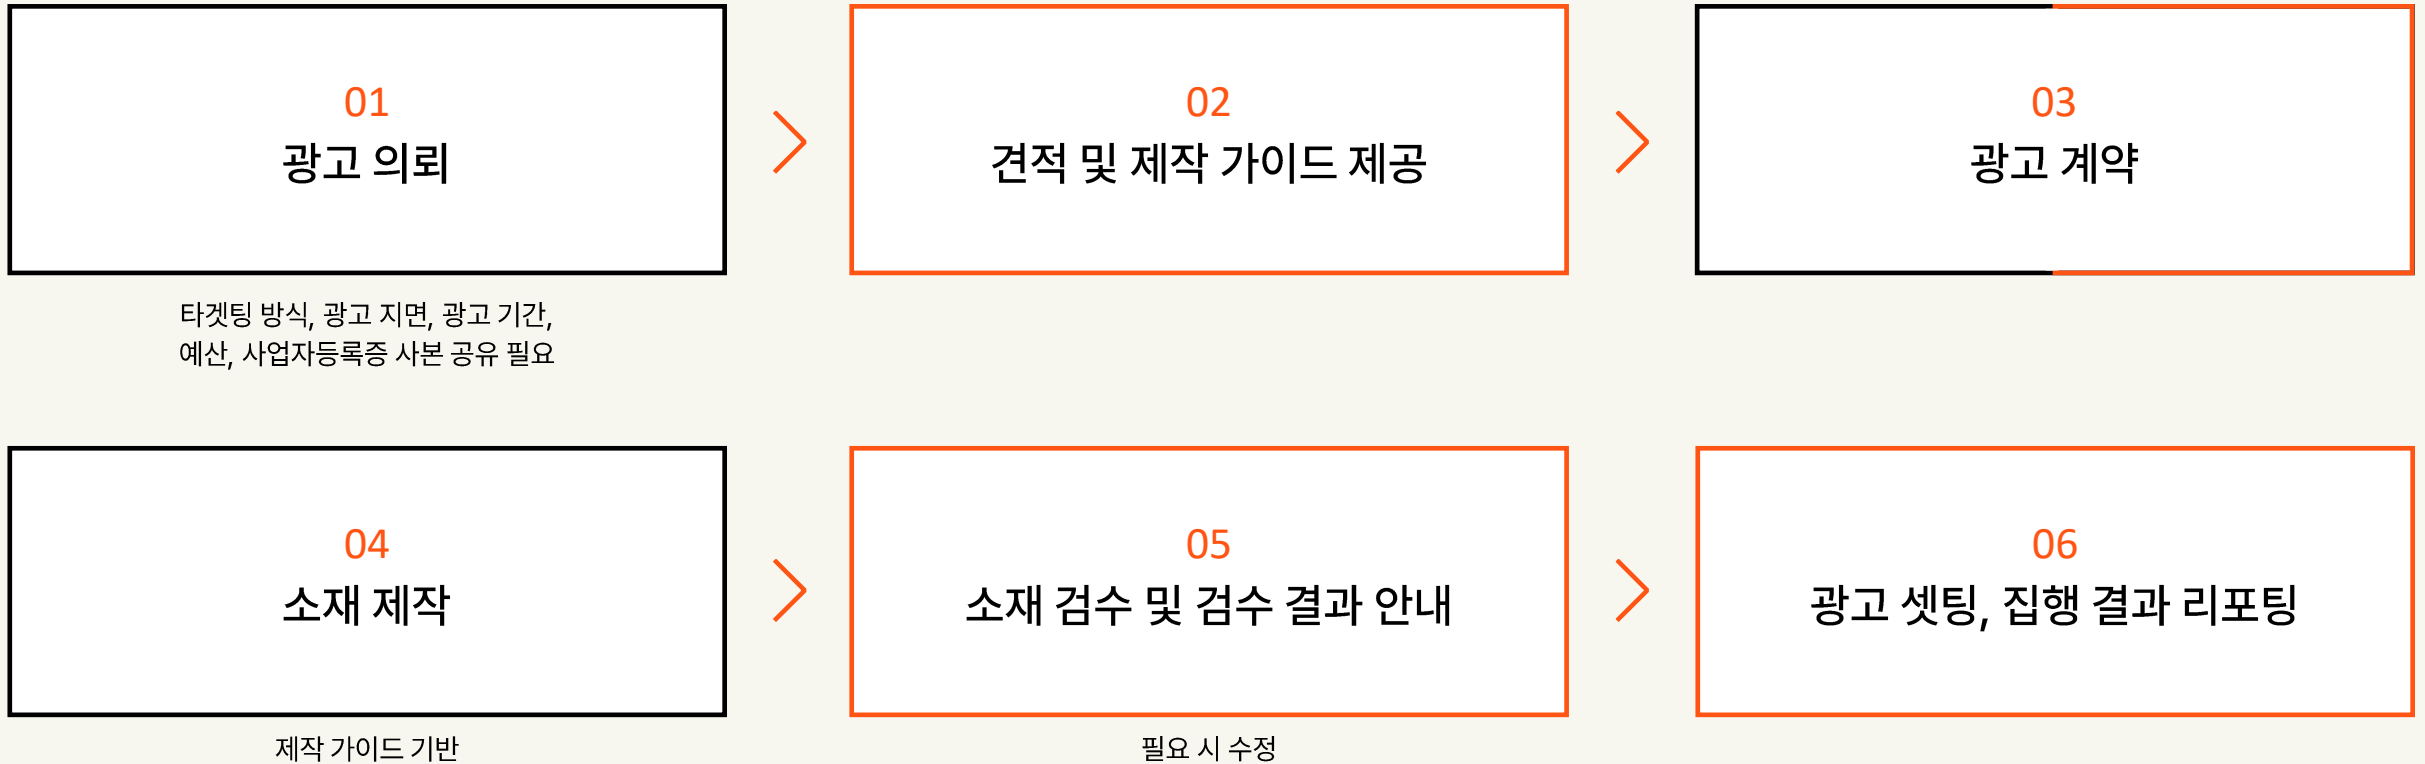 01
광고 의뢰
타겟팅 방식, 광고 지면, 광고 기간,
예산, 사업자등록증 사본 공유 필요
02
견적 및 제작 가이드 제공
03
광고 계약
04
소재 제작
제작 가이드 기반
05
소재 검수 및 검수 결과 안내
필요 시 수정
06
광고 셋팅, 집행 결과 리포팅